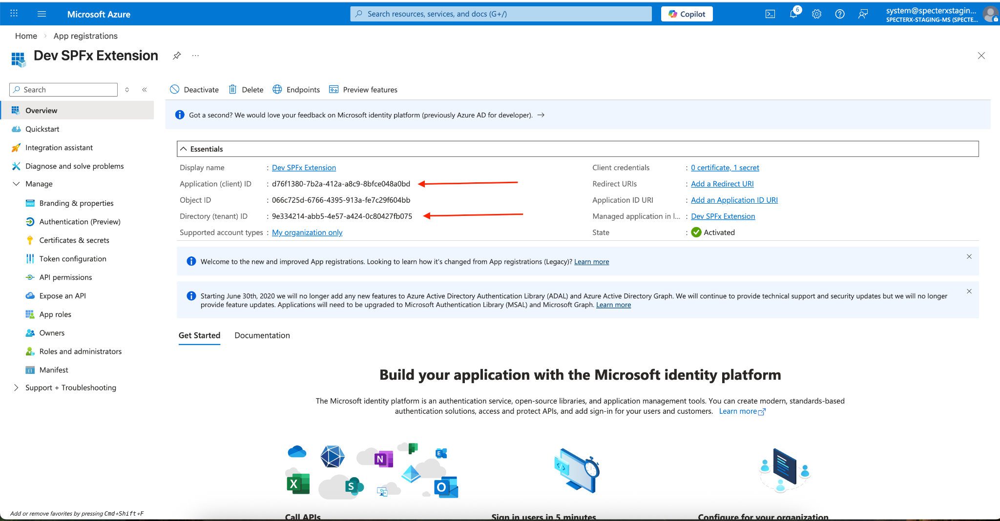 Microsoft Azure
Search resources, services, and docs (G+/)
Copilot
6
system@specterxstagin...
SPECTERX-STAGING-MS (SPECTE...
Home
App registrations
Dev SPFx Extension
Search
Overview
Quickstart
Integration assistant
Diagnose and solve problems
Manage
Branding & properties
Authentication (Preview)
Certificates & secrets
Token configuration
API permissions
Expose an API
App roles
Owners
Roles and administrators
Manifest
Support + Troubleshooting
Add or remove favorites by pressing Cmd+Shift+F
Deactivate
Delete
Endpoints
Preview features
Got a second? We would love your feedback on Microsoft identity platform (previously Azure AD for developer).
Essentials
Display name : Dev SPFx Extension
Application (client) ID : d76f1380-7b2a-412a-a8c9-8bfce048a0bd
Object ID : 066c725d-6766-4395-913a-fe7c29f604bb
Directory (tenant) ID : 9e334214-abb5-4e57-a424-0c80427fb075
Supported account types : My organization only
Client credentials : 0 certificate, 1 secret
Redirect URIs : Add a Redirect URI
Application ID URI : Add an Application ID URI
Managed application in l... : Dev SPFx Extension
State : Activated
Welcome to the new and improved App registrations. Looking to learn how it's changed from App registrations (Legacy)? Learn more
Starting June 30th, 2020 we will no longer add any new features to Azure Active Directory Authentication Library (ADAL) and Azure Active Directory Graph. We will continue to provide technical support and security updates but we will no longer
provide feature updates. Applications will need to be upgraded to Microsoft Authentication Library (MSAL) and Microsoft Graph. Learn more
Get Started
Documentation
Build your application with the Microsoft identity platform
The Microsoft identity platform is an authentication service, open-source libraries, and application management tools. You can create modern, standards-based
authentication solutions, access and protect APIs, and add sign-in for your users and customers. Learn more
N
E
X
S
O
Call APIs
Sign in users in 5 minutes
Configure for your organization